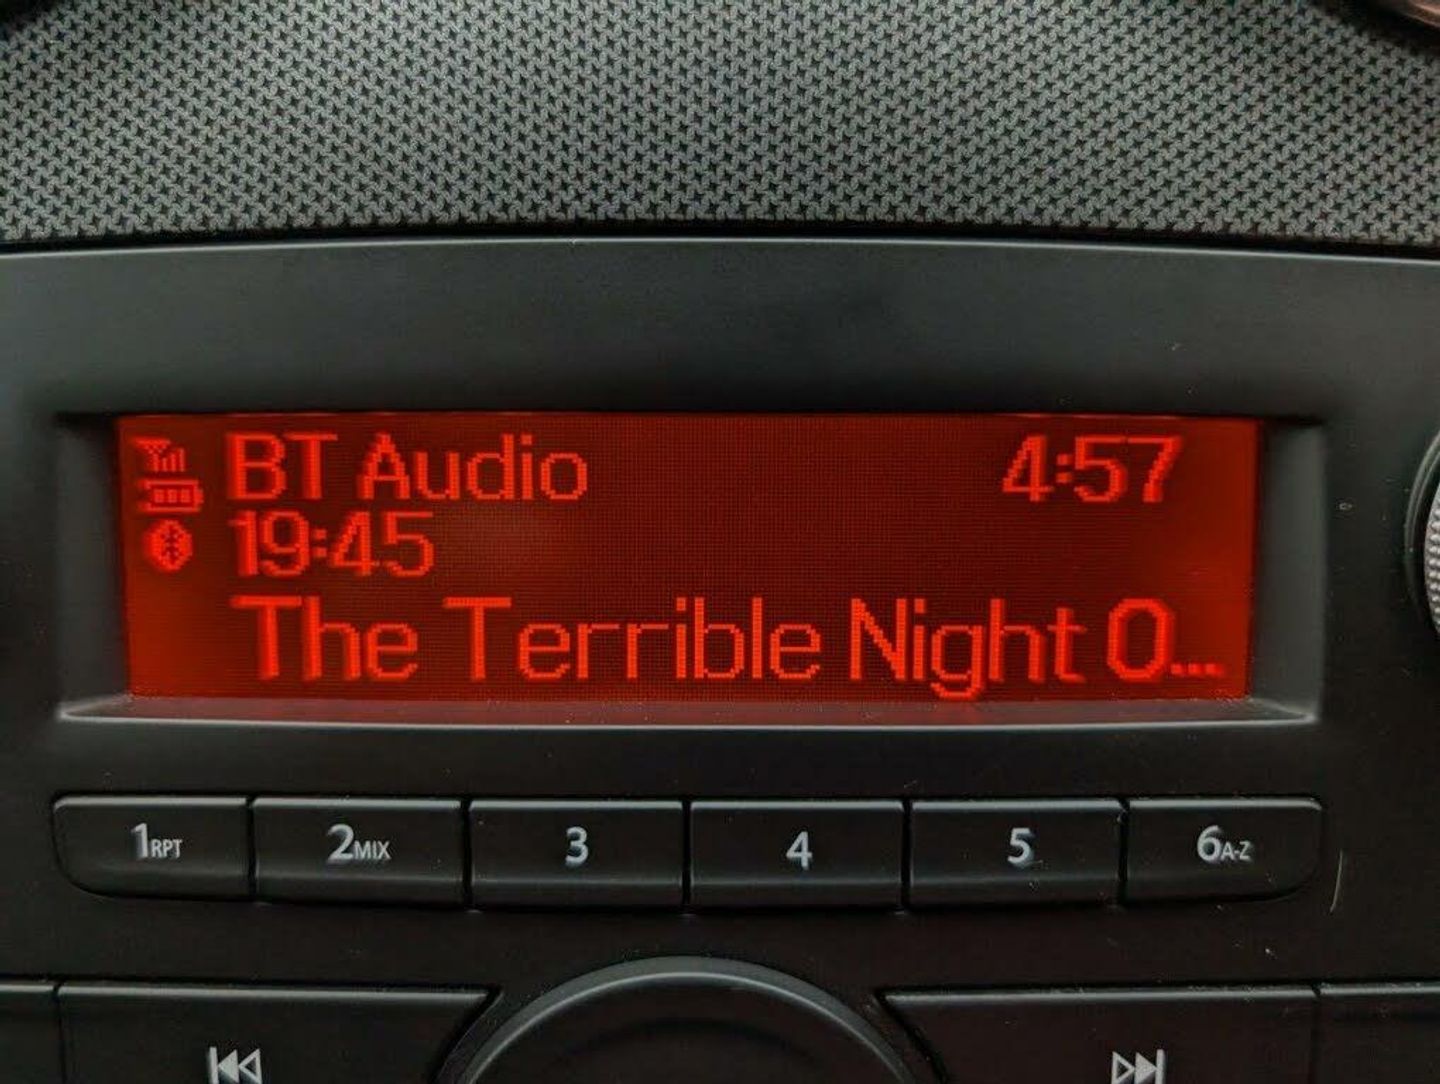 BT Audio 4:57
19:45
The Terrible Night O...
1RPT 2MIX 3 4 5 6A-Z